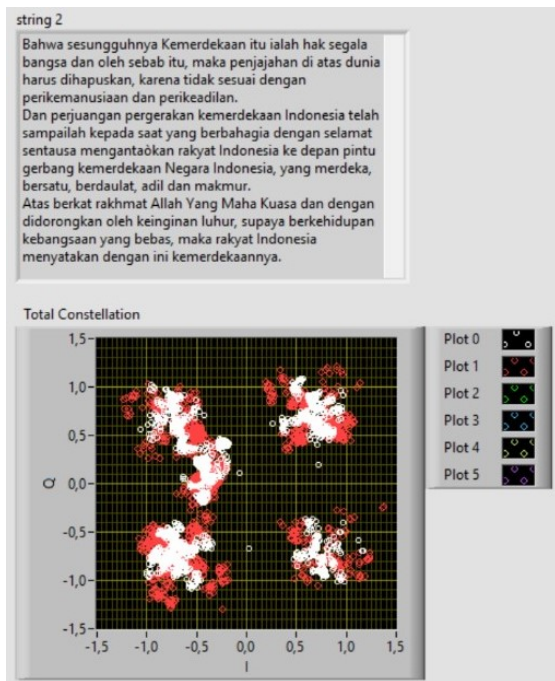 string 2
Bahwa sesungguhnya Kemerdekaan itu ialah hak segala
bangsa dan oleh sebab itu, maka penjajahan di atas dunia
harus dihapuskan, karena tidak sesuai dengan
perikemanusiaan dan perikeadilan.
Dan perjuangan pergerakan kemerdekaan Indonesia telah
sampailah kepada saat yang berbahagia dengan selamat
sentausa mengantaòkan rakyat Indonesia ke depan pintu
gerbang kemerdekaan Negara Indonesia, yang merdeka,
bersatu, berdaulat, adil dan makmur.
Atas berkat rakhmat Allah Yang Maha Kuasa dan dengan
didorongkan oleh keinginan luhur, supaya berkehidupan
kebangsaan yang bebas, maka rakyat Indonesia
menyatakan dengan ini kemerdekaannya.
Total Constellation
1,5
1,0
0,5
0,0
-0,5
-1,0
-1,5
Q
-1,5 -1,0 -0,5 0,0 0,5 1,0 1,5
I
Plot 0
Plot 1
Plot 2
Plot 3
Plot 4
Plot 5